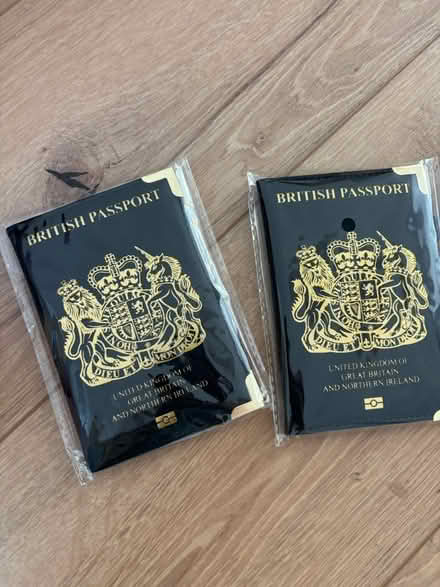 BRITISH PASSPORT
DIEU ET MON DROIT
UNITED KINGDOM OF
GREAT BRITAIN
AND NORTHERN IRELAND
BRITISH PASSPORT
DIEU ET MON DROIT
UNITED KINGDOM OF
GREAT BRITAIN
AND NORTHERN IRELAND